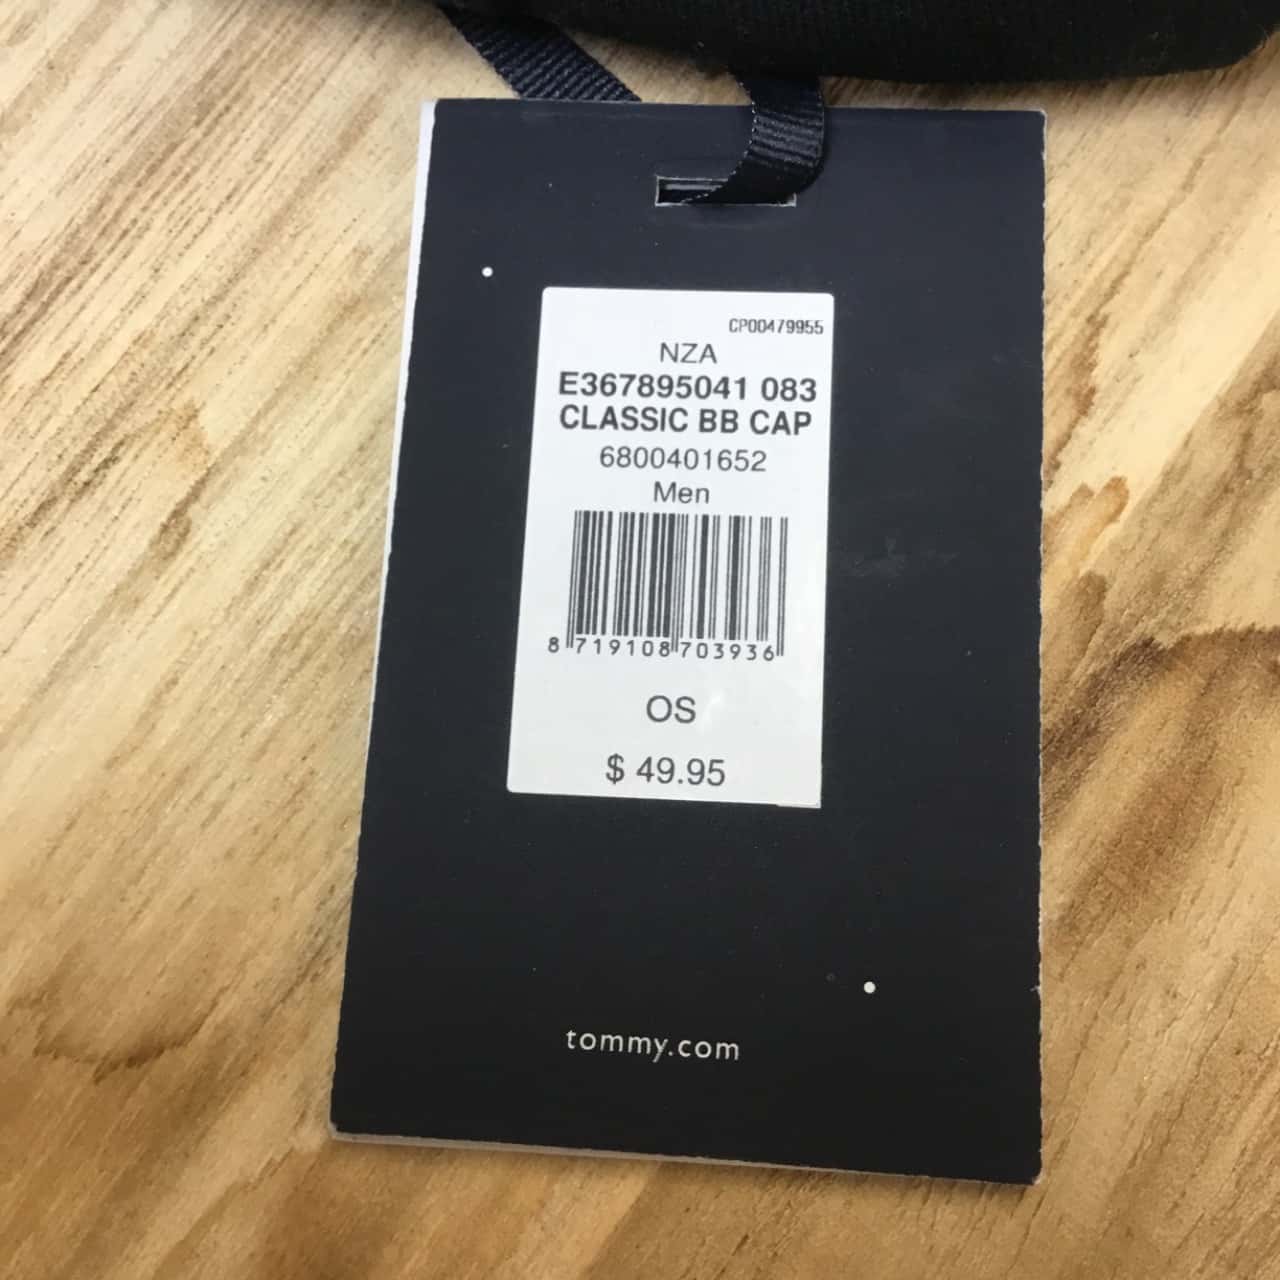 CP00479955
NZA
E367895041 083
CLASSIC BB CAP
6800401652
Men
8 719108 703936
OS
$ 49.95
tommy.com